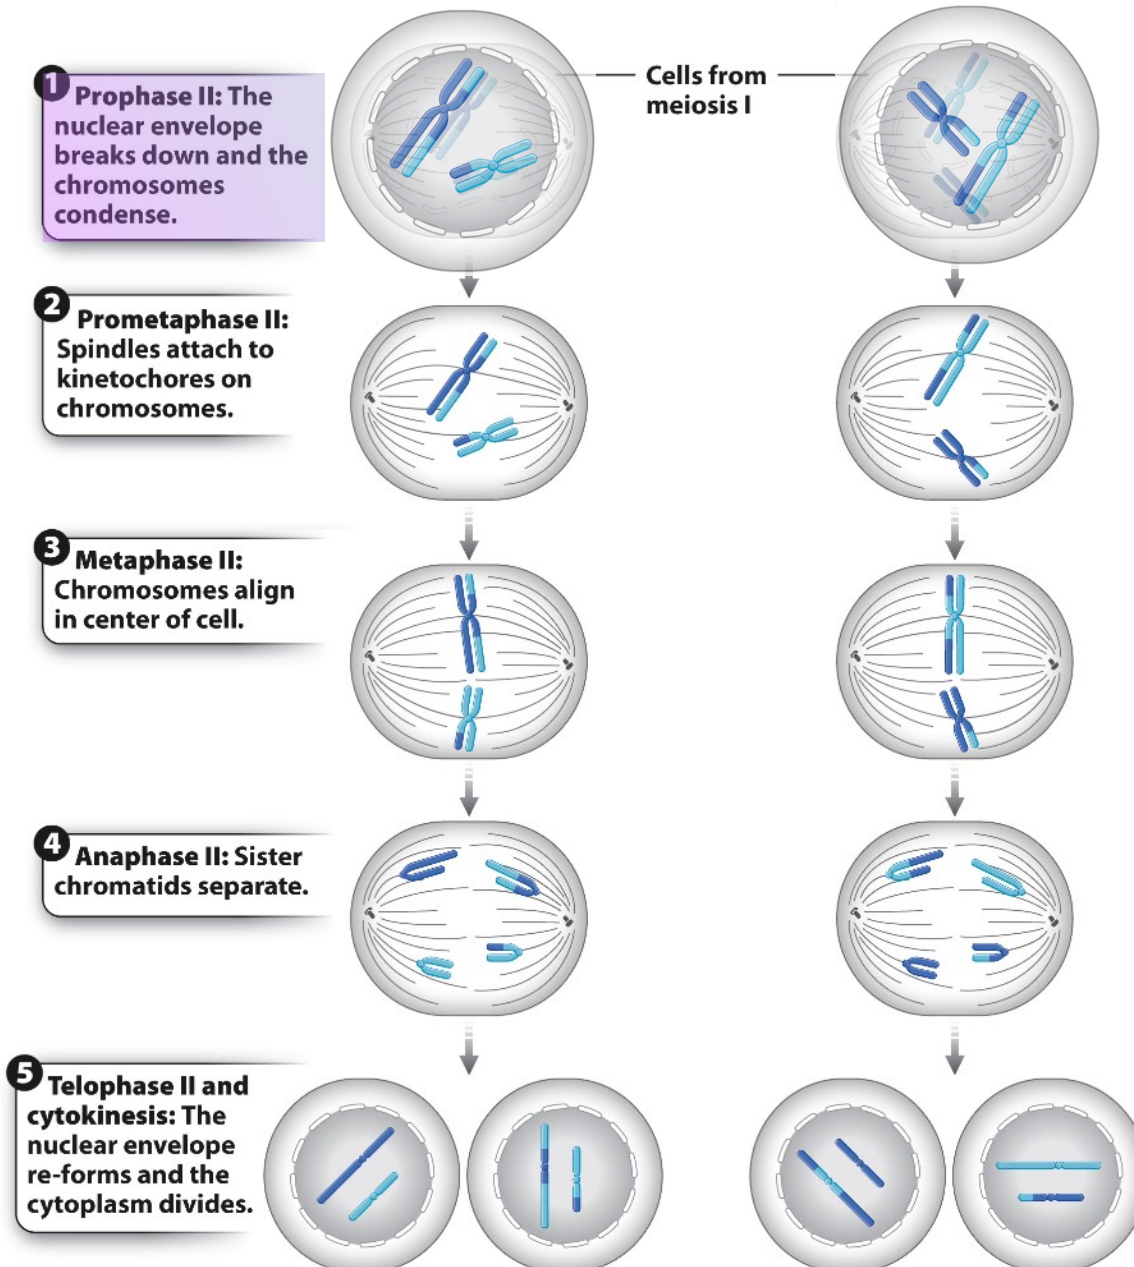 1
Prophase II: The
nuclear envelope
breaks down and the
chromosomes
condense.
Cells from
meiosis I
2
Prometaphase II:
Spindles attach to
kinetochores on
chromosomes.
3
Metaphase II:
Chromosomes align
in center of cell.
4
Anaphase II: Sister
chromatids separate.
5
Telophase II and
cytokinesis: The
nuclear envelope
re-forms and the
cytoplasm divides.